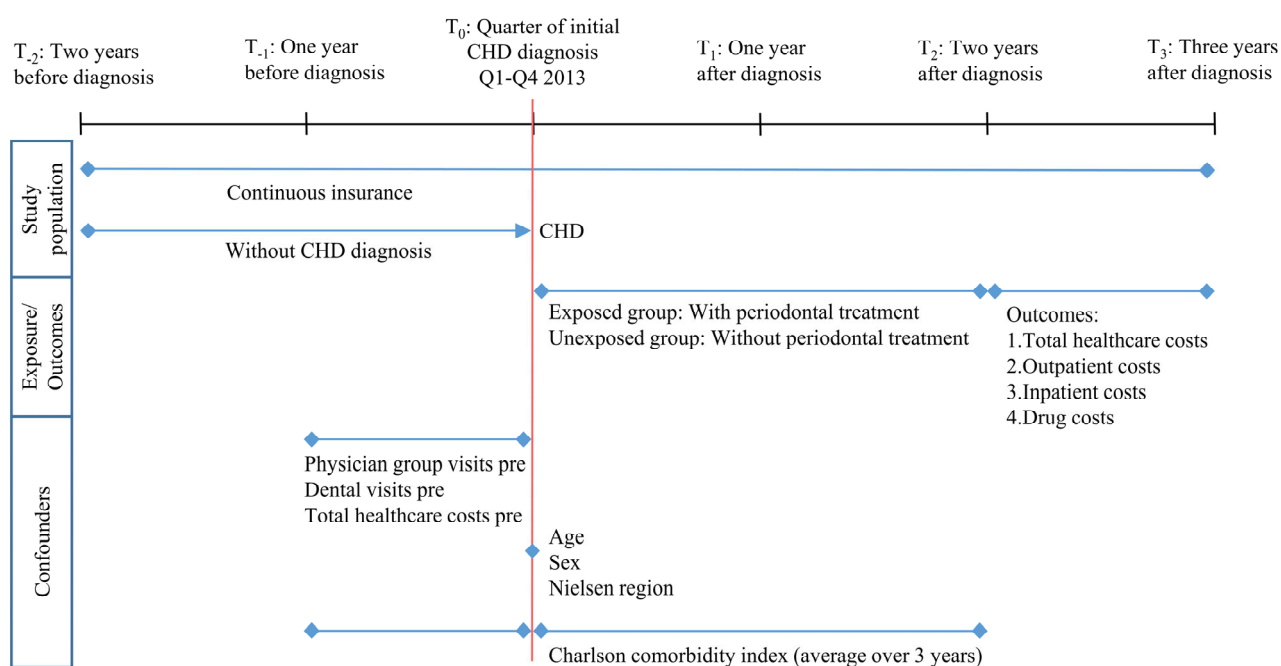 T-2: Two years
before diagnosis
T-1: One year
before diagnosis
T0: Quarter of initial
CHD diagnosis
Q1-Q4 2013
T1: One year
after diagnosis
T2: Two years
after diagnosis
T3: Three years
after diagnosis
Study
population
Continuous insurance
Without CHD diagnosis
CHD
Exposure/
Outcomes
Exposed group: With periodontal treatment
Unexposed group: Without periodontal treatment
Outcomes:
1.Total healthcare costs
2.Outpatient costs
3.Inpatient costs
4.Drug costs
Confounders
Physician group visits pre
Dental visits pre
Total healthcare costs pre
Age
Sex
Nielsen region
Charlson comorbidity index (average over 3 years)